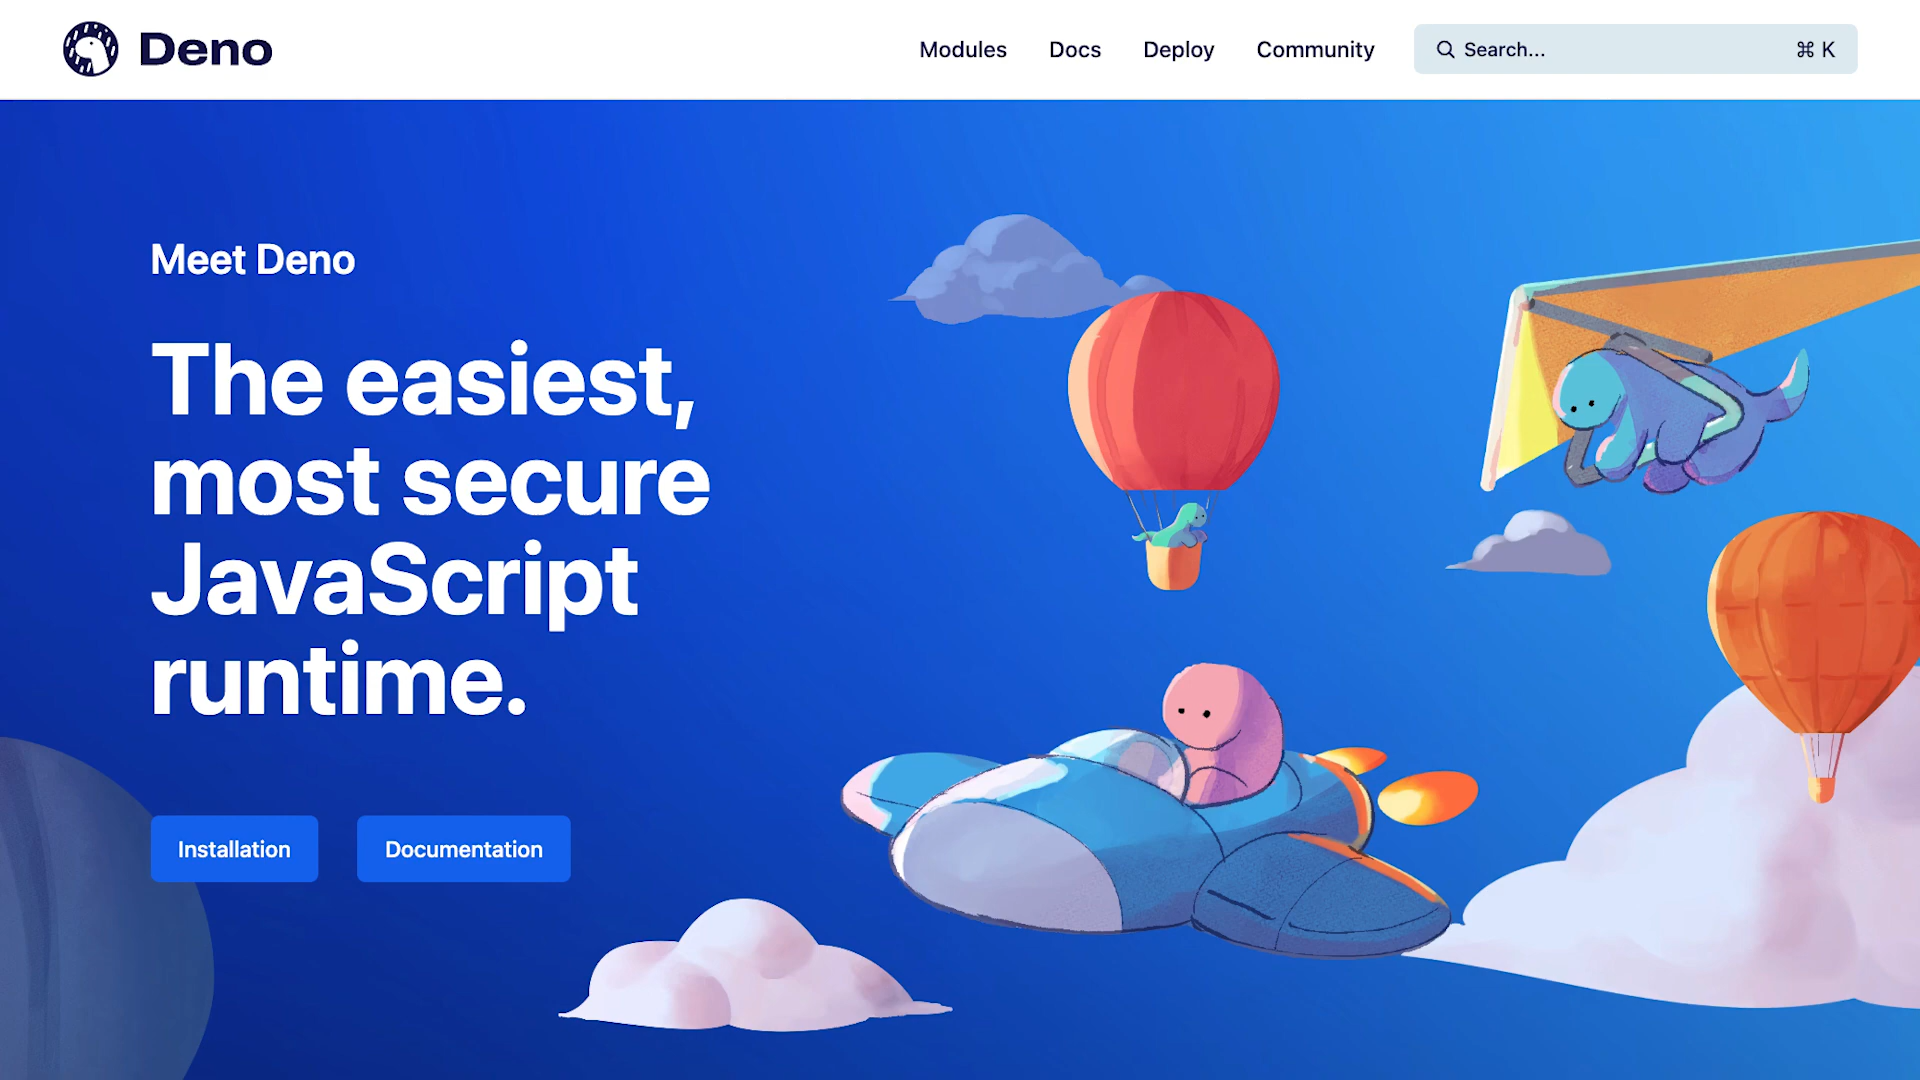 Deno
Modules
Docs
Deploy
Community
Search...
⌘ K
Meet Deno
The easiest,
most secure
JavaScript
runtime.
Installation
Documentation